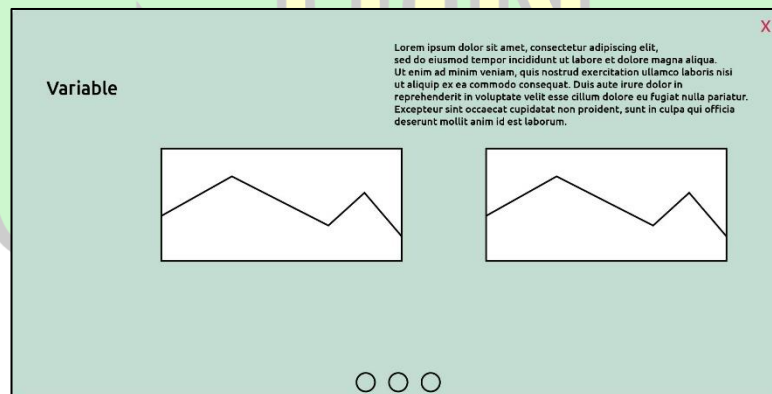 X
Lorem ipsum dolor sit amet, consectetur adipiscing elit,
sed do eiusmod tempor incididunt ut labore et dolore magna aliqua.
Ut enim ad minim veniam, quis nostrud exercitation ullamco laboris nisi
ut aliquip ex ea commodo consequat. Duis aute irure dolor in
reprehenderit in voluptate velit esse cillum dolore eu fugiat nulla pariatur.
Excepteur sint occaecat cupidatat non proident, sunt in culpa qui officia
deserunt mollit anim id est laborum.
Variable